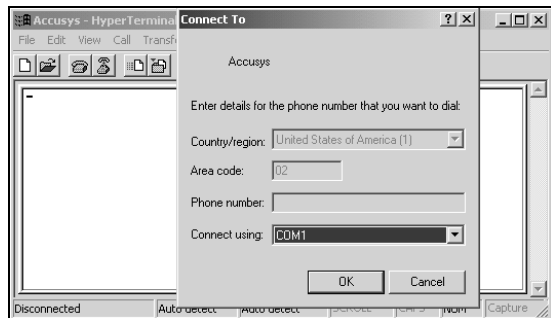 Accusys - HyperTerminal
Connect To
File Edit View Call Transfe
Accusys
Enter details for the phone number that you want to dial:
Country/region: United States of America (1)
Area code: 02
Phone number:
Connect using: COM1
OK Cancel
Disconnected Auto detect Auto detect SCROLL CAPS NUM Capture